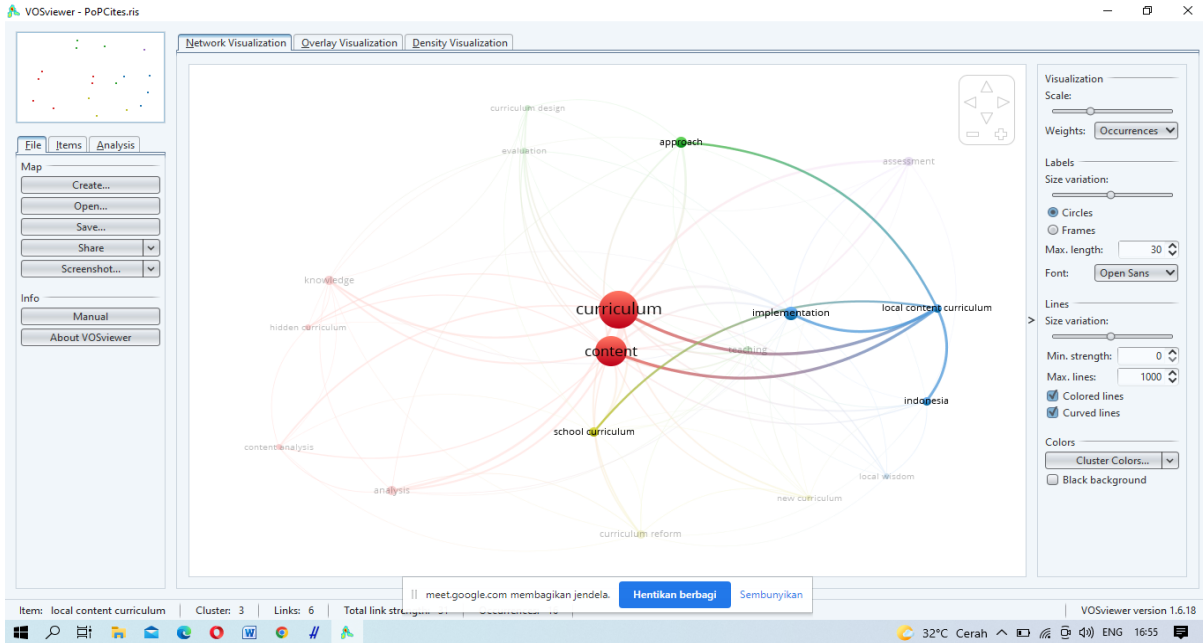 VOSviewer - PoPCites.ris
Network Visualization Overlay Visualization Density Visualization
File Items Analysis
Map
Create...
Open...
Save...
Share
Screenshot...
Info
Manual
About VOSviewer
curriculum design
approach
evaluation
assessment
knowledge
curriculum
implementation
local content curriculum
hidden curriculum
content
teaching
indonesia
school curriculum
content analysis
local wisdom
analysis
new curriculum
curriculum reform
Visualization
Scale:
Weights: Occurrences
Labels
Size variation:
Circles
Frames
Max. length: 30
Font: Open Sans
>
Lines
Size variation:
Min. strength: 0
Max. lines: 1000
Colored lines
Curved lines
Colors
Cluster Colors...
Black background
meet.google.com membagikan jendela. Hentikan berbagi Sembunyikan
Item: local content curriculum Cluster: 3 Links: 6 Total link strength: VOSviewer version 1.6.18
32°C Cerah ENG 16:55